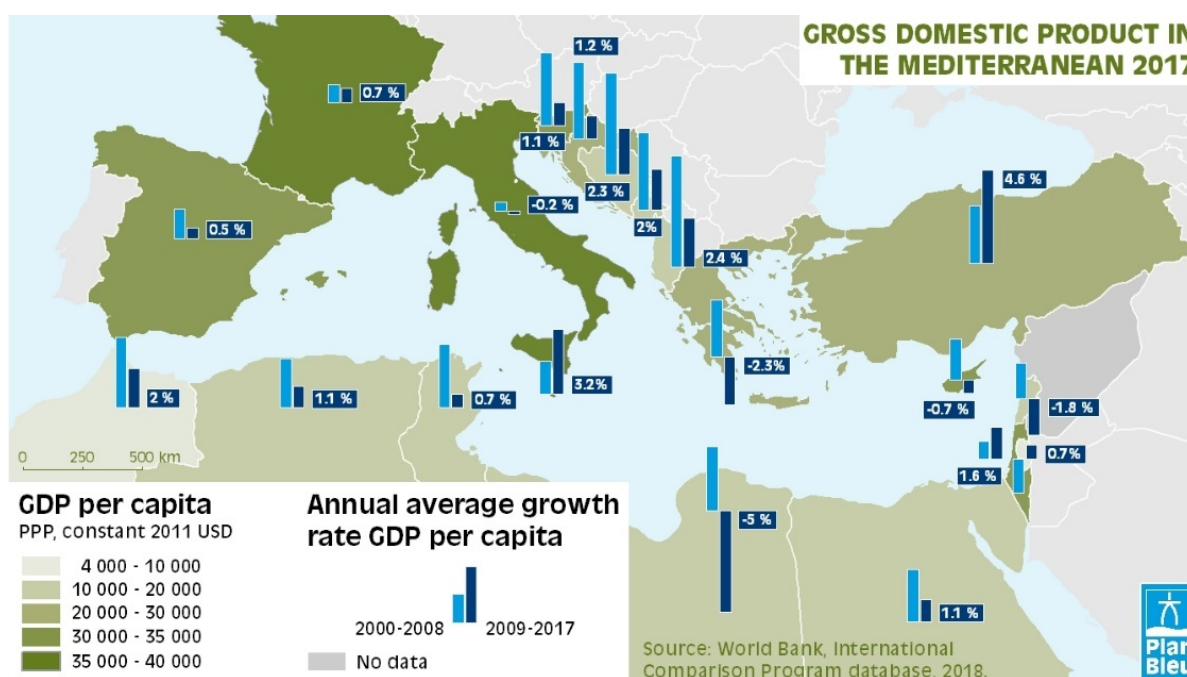 GROSS DOMESTIC PRODUCT IN
THE MEDITERRANEAN 2017
1.2 %
0.7 %
1.1 %
2.3 %
2%
2.4 %
4.6 %
-0.2 %
0.5 %
-2.3%
2 %
1.1 %
0.7 %
3.2%
-0.7 %
-1.8 %
0.7%
1.6 %
-5 %
1.1 %
0 250 500 km
GDP per capita
PPP, constant 2011 USD
4 000 - 10 000
10 000 - 20 000
20 000 - 30 000
30 000 - 35 000
35 000 - 40 000
Annual average growth
rate GDP per capita
2000-2008 2009-2017
No data
Source: World Bank, International
Comparison Program database, 2018.
Plan
Bleu